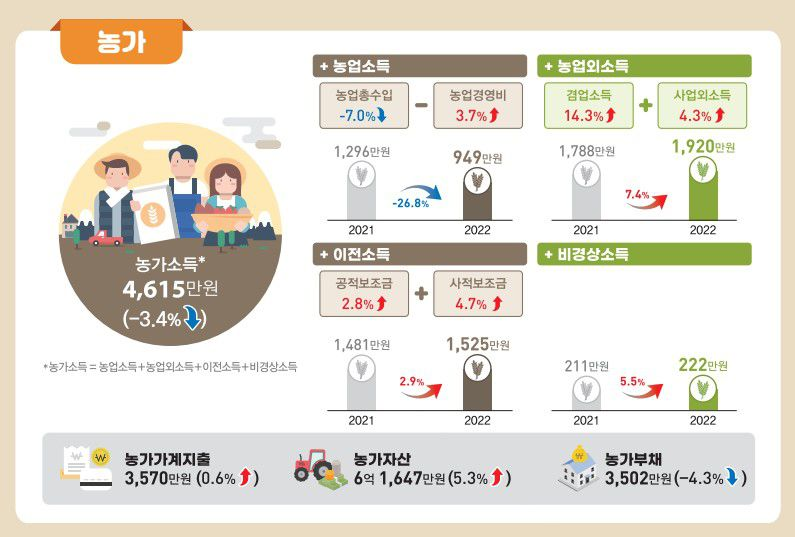 농가
+ 농업소득
농업총수입
-7.0%
−
농업경영비
3.7%
1,296만원
949만원
-26.8%
2021
2022
+ 농업외소득
겸업소득
14.3%
+
사업외소득
4.3%
1,788만원
1,920만원
7.4%
2021
2022
농가소득*
4,615만원
(−3.4%)
*농가소득 = 농업소득+농업외소득+이전소득+비경상소득
+ 이전소득
공적보조금
2.8%
+
사적보조금
4.7%
1,481만원
1,525만원
2.9%
2021
2022
+ 비경상소득
211만원
222만원
5.5%
2021
2022
₩
₩
농가가계지출
3,570만원 (0.6%)
농가자산
6억 1,647만원 (5.3%)
₩
농가부채
3,502만원 (−4.3%)